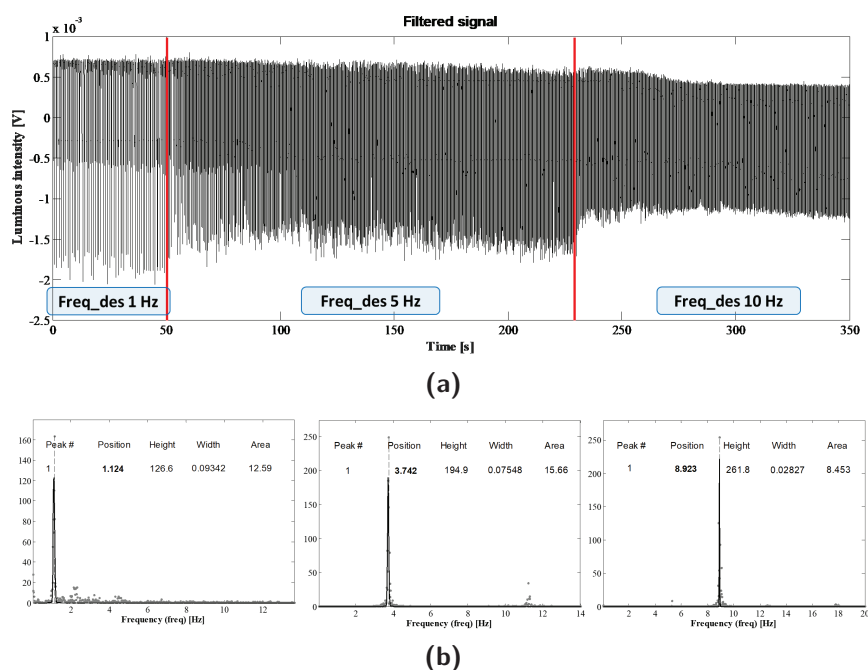 Filtered signal
1 x 10^-3
0.5
0
-0.5
-1
-1.5
-2
-2.5
Luminous intensity [V]
Freq_des 1 Hz Freq_des 5 Hz Freq_des 10 Hz
0 50 100 150 200 250 300 350
Time [s]
(a)
160
140
120
100
80
60
40
20
0
Peak # Position Height Width Area
1 1.124 126.6 0.09342 12.59
2 4 6 8 10 12
Frequency (freq) [Hz]
250
200
150
100
50
0
Peak # Position Height Width Area
1 3.742 194.9 0.07548 15.66
2 4 6 8 10 12 14
Frequency (freq) [Hz]
250
200
150
100
50
0
Peak # Position Height Width Area
1 8.923 261.8 0.02827 8.453
2 4 6 8 10 12 14 16 18 20
Frequency (freq) [Hz]
(b)